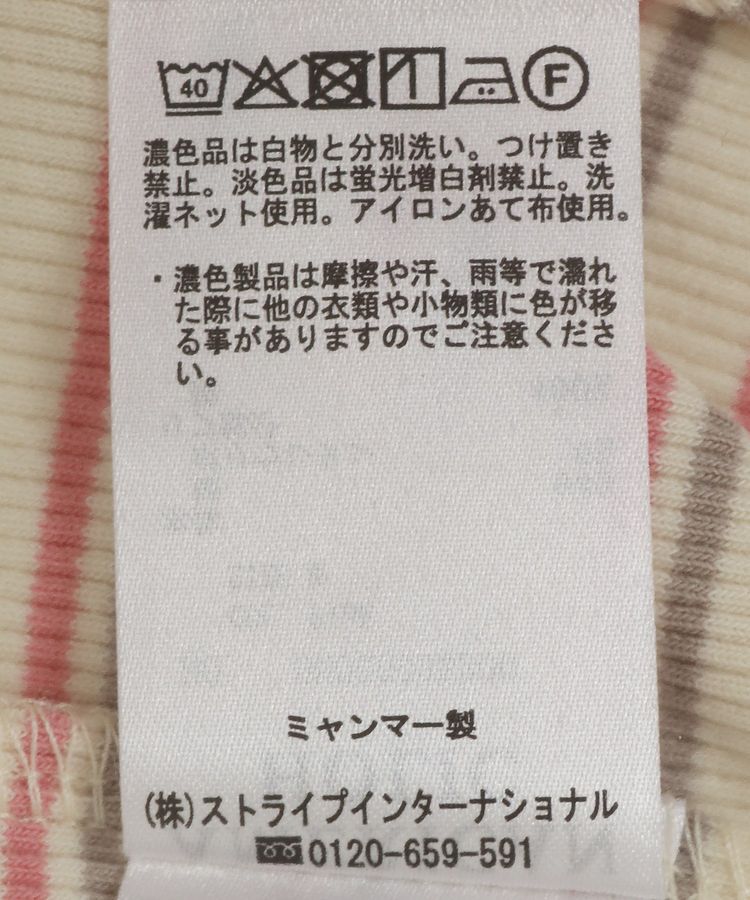 40 F
濃色品は白物と分別洗い。つけ置き
禁止。淡色品は蛍光増白剤禁止。洗
濯ネット使用。アイロンあて布使用。
・濃色製品は摩擦や汗、雨等で濡れ
た際に他の衣類や小物類に色が移
る事がありますのでご注意くださ
い。
ミャンマー製
(株)ストライプインターナショナル
0120-659-591